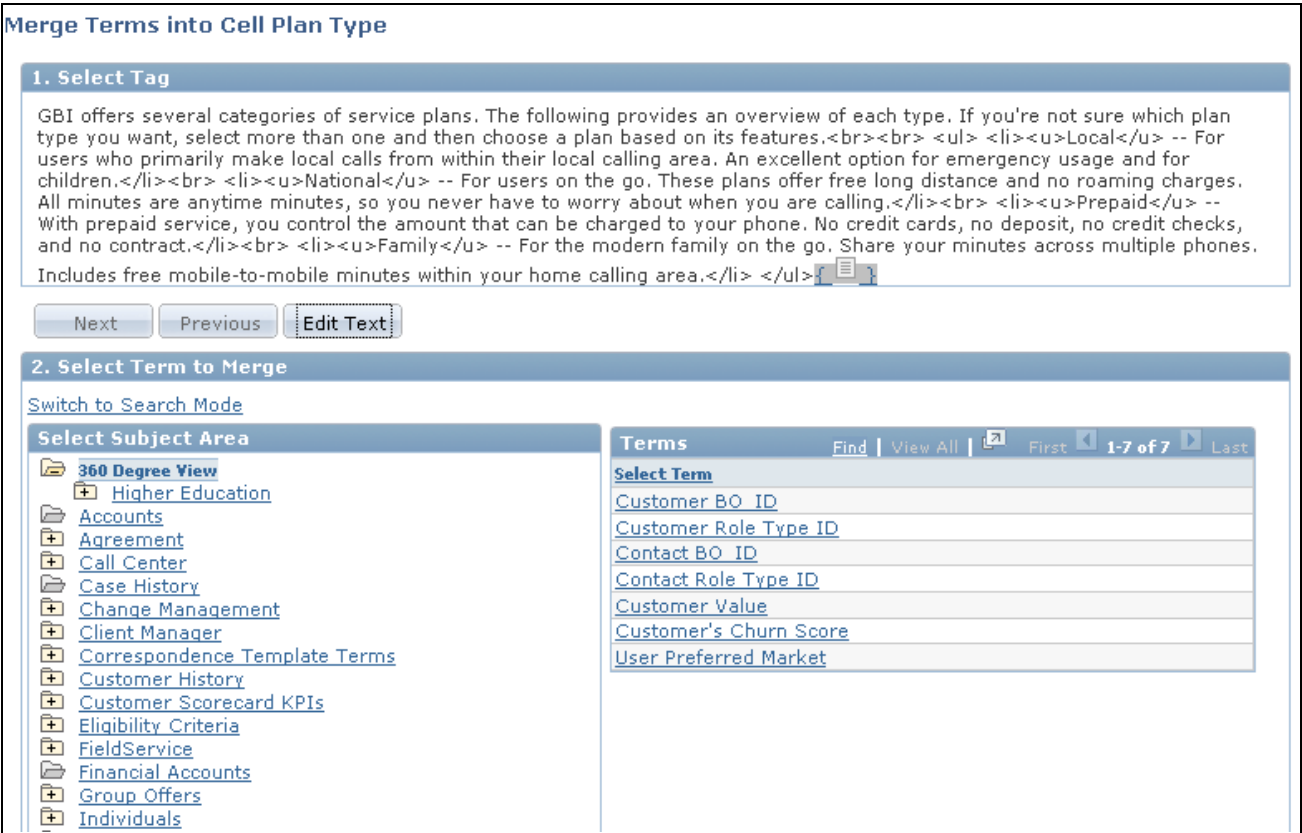 Merge Terms into Cell Plan Type
1. Select Tag
GBI offers several categories of service plans. The following provides an overview of each type. If you're not sure which plan
type you want, select more than one and then choose a plan based on its features.<br><br> <ul> <li><u>Local</u> -- For
users who primarily make local calls from within their local calling area. An excellent option for emergency usage and for
children.</li><br> <li><u>National</u> -- For users on the go. These plans offer free long distance and no roaming charges.
All minutes are anytime minutes, so you never have to worry about when you are calling.</li><br> <li><u>Prepaid</u> --
With prepaid service, you control the amount that can be charged to your phone. No credit cards, no deposit, no credit checks,
and no contract.</li><br> <li><u>Family</u> -- For the modern family on the go. Share your minutes across multiple phones.
Includes free mobile-to-mobile minutes within your home calling area.</li> </ul>{ }
Next Previous Edit Text
2. Select Term to Merge
Switch to Search Mode
Select Subject Area
360 Degree View
Higher Education
Accounts
Agreement
Call Center
Case History
Change Management
Client Manager
Correspondence Template Terms
Customer History
Customer Scorecard KPIs
Eligibility Criteria
FieldService
Financial Accounts
Group Offers
Individuals
Terms Find | View All | First 1-7 of 7 Last
Select Term
Customer BO_ID
Customer Role Type ID
Contact BO_ID
Contact Role Type ID
Customer Value
Customer's Churn Score
User Preferred Market